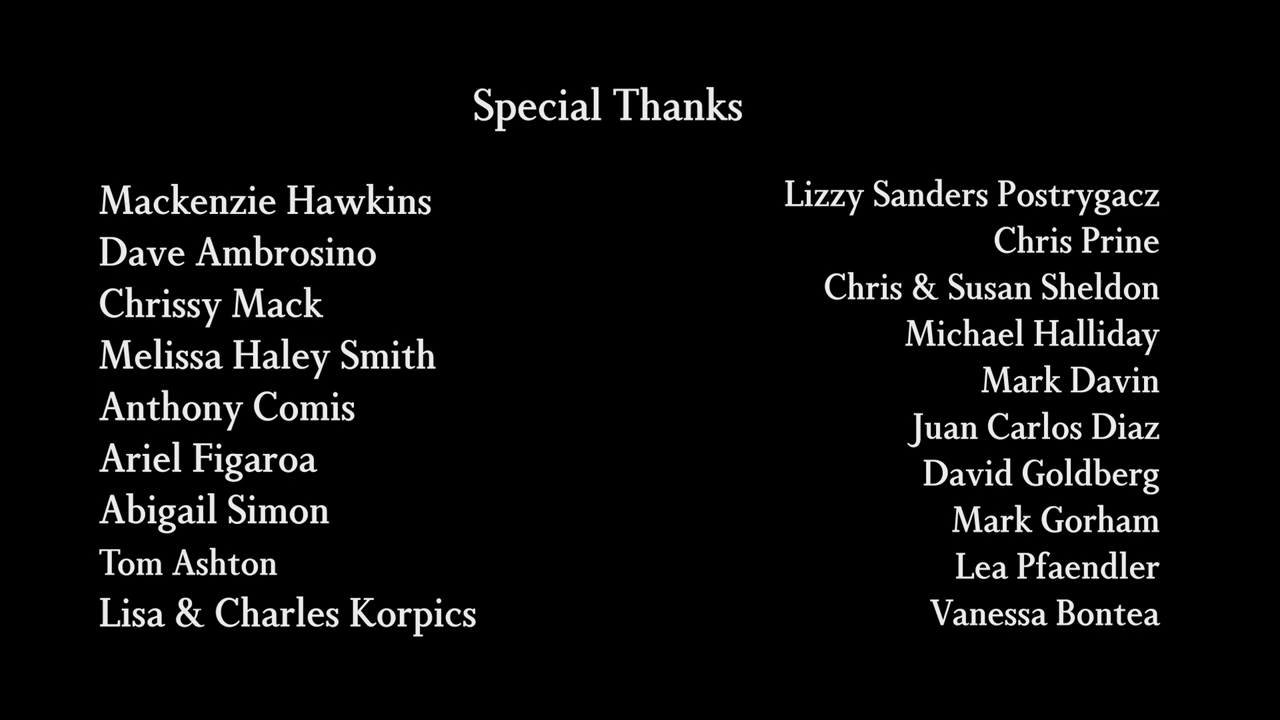 Special Thanks
Mackenzie Hawkins
Dave Ambrosino
Chrissy Mack
Melissa Haley Smith
Anthony Comis
Ariel Figaroa
Abigail Simon
Tom Ashton
Lisa & Charles Korpics
Lizzy Sanders Postrygacz
Chris Prine
Chris & Susan Sheldon
Michael Halliday
Mark Davin
Juan Carlos Diaz
David Goldberg
Mark Gorham
Lea Pfaendler
Vanessa Bontea